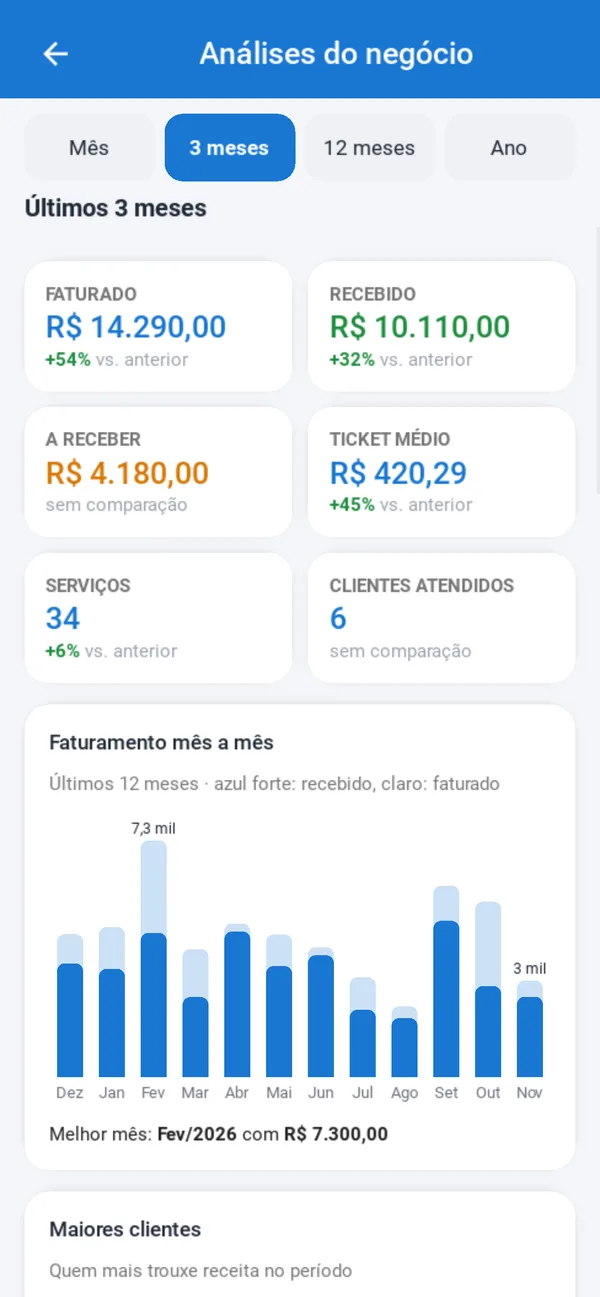 Análises do negócio
Mês
3 meses
12 meses
Ano
Últimos 3 meses
FATURADO
R$ 14.290,00
+54% vs. anterior
RECEBIDO
R$ 10.110,00
+32% vs. anterior
A RECEBER
R$ 4.180,00
sem comparação
TICKET MÉDIO
R$ 420,29
+45% vs. anterior
SERVIÇOS
34
+6% vs. anterior
CLIENTES ATENDIDOS
6
sem comparação
Faturamento mês a mês
Últimos 12 meses · azul forte: recebido, claro: faturado
7,3 mil
3 mil
Dez Jan Fev Mar Abr Mai Jun Jul Ago Set Out Nov
Melhor mês: Fev/2026 com R$ 7.300,00
Maiores clientes
Quem mais trouxe receita no período